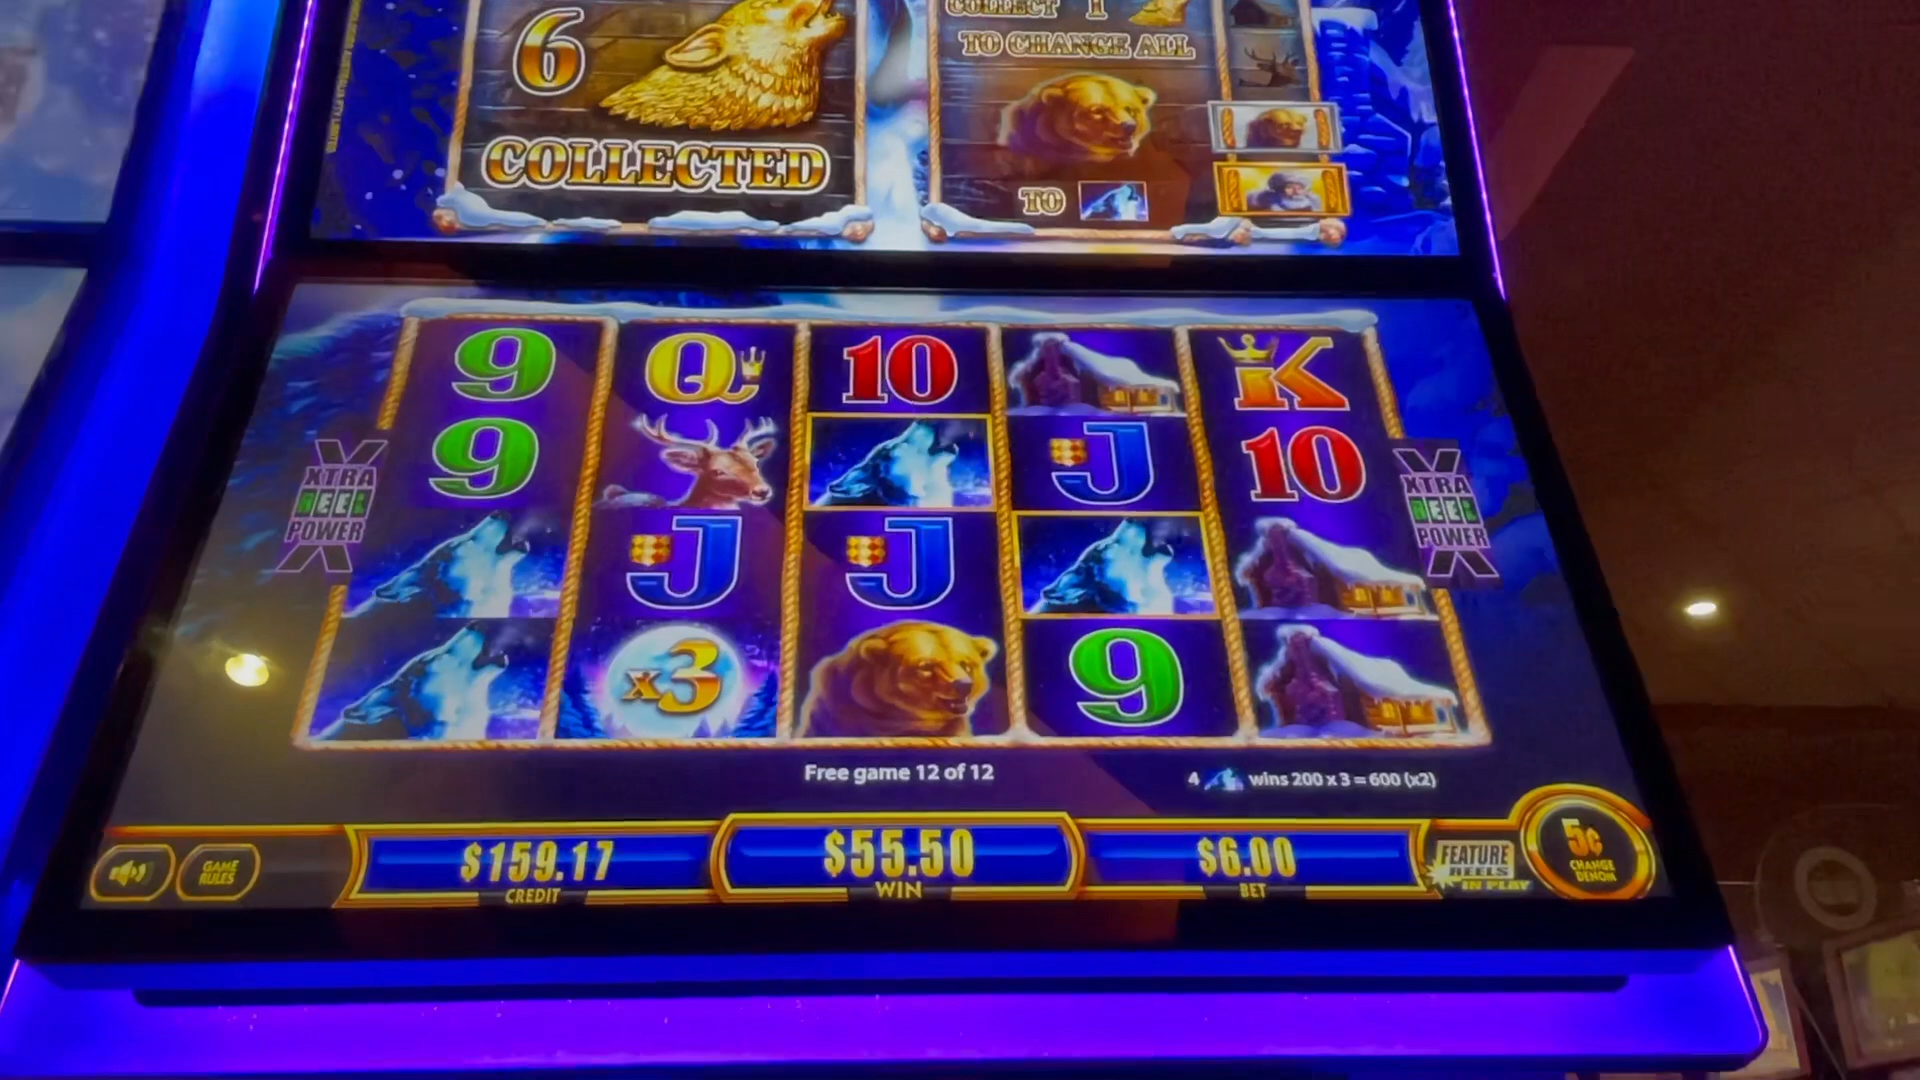 6
COLLECTED
COLLECT 1
TO CHANGE ALL
TO
9 Q 10 K
9 J 10
J J
x3 9
XTRA
REEL
POWER
XTRA
REEL
POWER
Free game 12 of 12
4 wins 200 x 3 = 600 (x2)
GAME
RULES
$159.17
CREDIT
$55.50
WIN
$6.00
BET
FEATURE
REELS
IN PLAY
5¢
CHANGE
DENOM